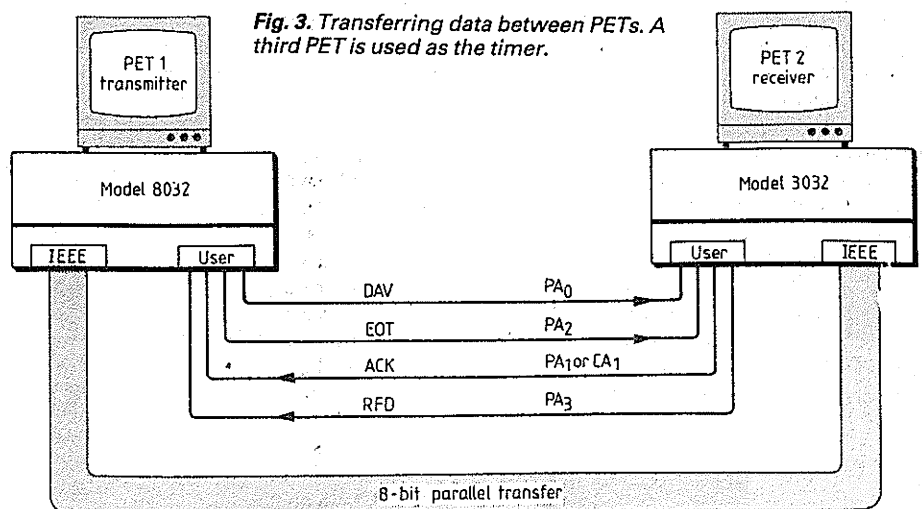 Fig. 3. Transferring data between PETs. A
third PET is used as the timer.
PET 1
transmitter
PET 2
receiver
Model 8032
Model 3032
IEEE
User
User
IEEE
DAV PA0
EOT PA2
ACK PA1 or CA1
RFD PA3
8-bit parallel transfer